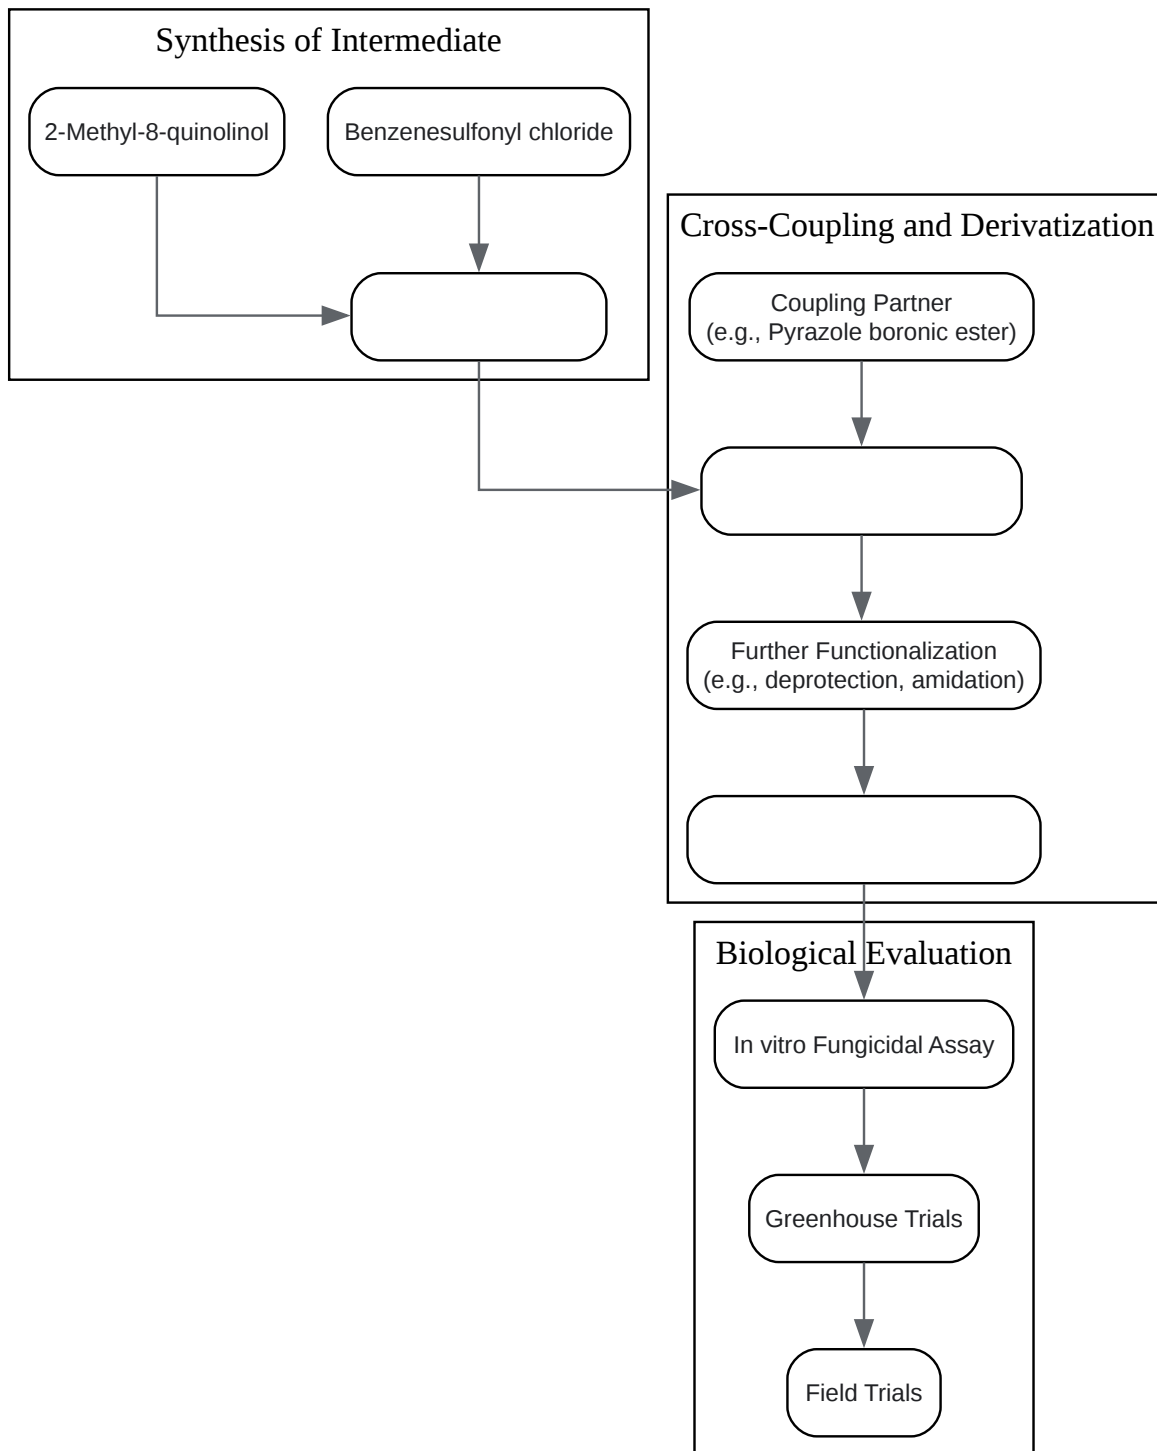 Synthesis of Intermediate
2-Methyl-8-quinolinol
Benzenesulfonyl chloride
Cross-Coupling and Derivatization
Coupling Partner
(e.g., Pyrazole boronic ester)
Further Functionalization
(e.g., deprotection, amidation)
Biological Evaluation
In vitro Fungicidal Assay
Greenhouse Trials
Field Trials